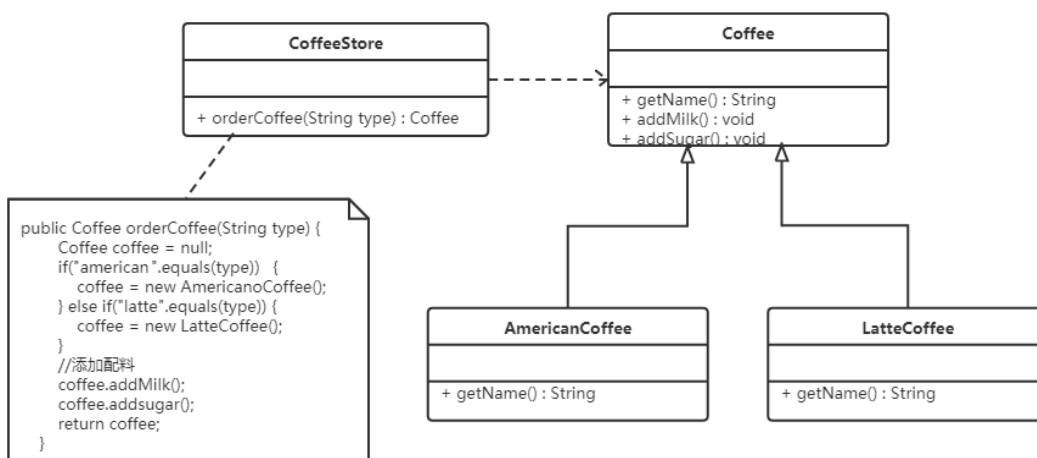 CoffeeStore
+ orderCoffee(String type) : Coffee
Coffee
+ getName() : String
+ addMilk() : void
+ addSugar() : void
public Coffee orderCoffee(String type) {
Coffee coffee = null;
if("american".equals(type)) {
coffee = new AmericanoCoffee();
} else if("latte".equals(type)) {
coffee = new LatteCoffee();
}
//添加配料
coffee.addMilk();
coffee.addsugar();
return coffee;
}
AmericanCoffee
+ getName() : String
LatteCoffee
+ getName() : String